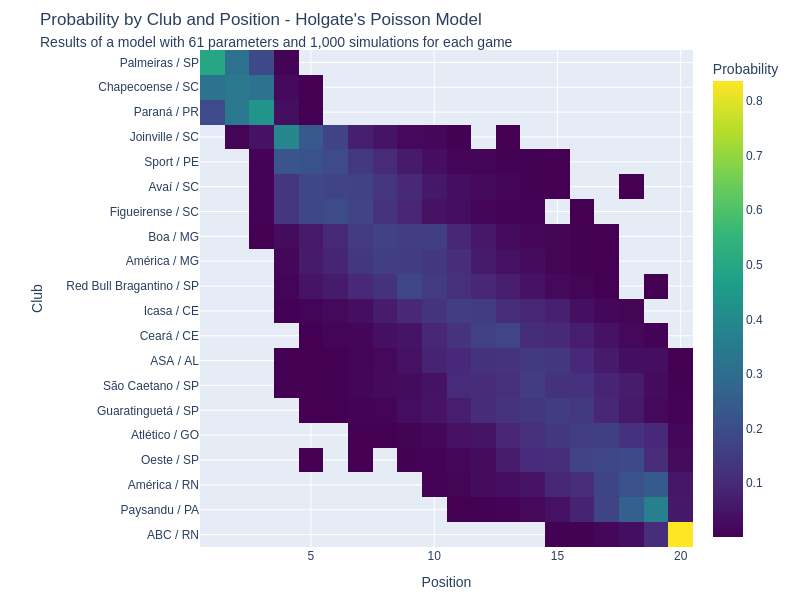 Probability by Club and Position - Holgate's Poisson Model
Results of a model with 61 parameters and 1,000 simulations for each game
Probability
Palmeiras / SP
Chapecoense / SC
Paraná / PR
Joinville / SC
Sport / PE
Avaí / SC
Figueirense / SC
Boa / MG
América / MG
Red Bull Bragantino / SP
Icasa / CE
Ceará / CE
ASA / AL
São Caetano / SP
Guaratinguetá / SP
Atlético / GO
Oeste / SP
América / RN
Paysandu / PA
ABC / RN
Club
5
10
15
20
Position
0.8
0.7
0.6
0.5
0.4
0.3
0.2
0.1